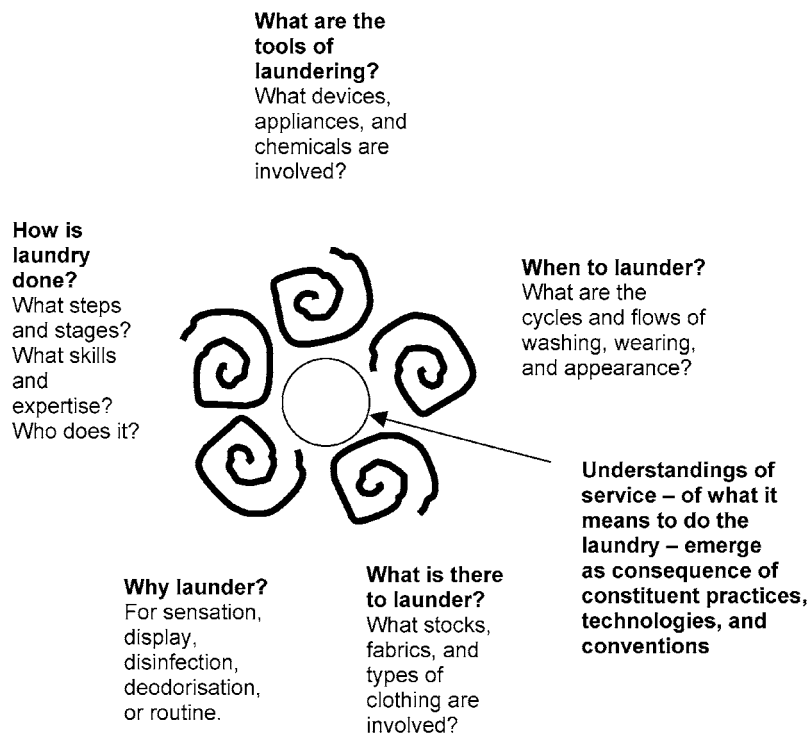 What are the
tools of
laundering?
What devices,
appliances, and
chemicals are
involved?
How is
laundry
done?
What steps
and stages?
What skills
and
expertise?
Who does it?
When to launder?
What are the
cycles and flows of
washing, wearing,
and appearance?
Understandings of
service – of what it
means to do the
laundry – emerge
as consequence of
constituent practices,
technologies, and
conventions
Why launder?
For sensation,
display,
disinfection,
deodorisation,
or routine.
What is there
to launder?
What stocks,
fabrics, and
types of
clothing are
involved?